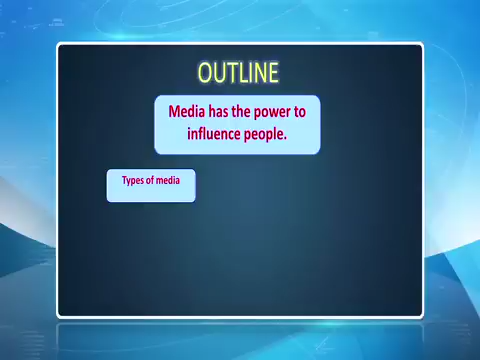 OUTLINE
Media has the power to
influence people.
Types of media